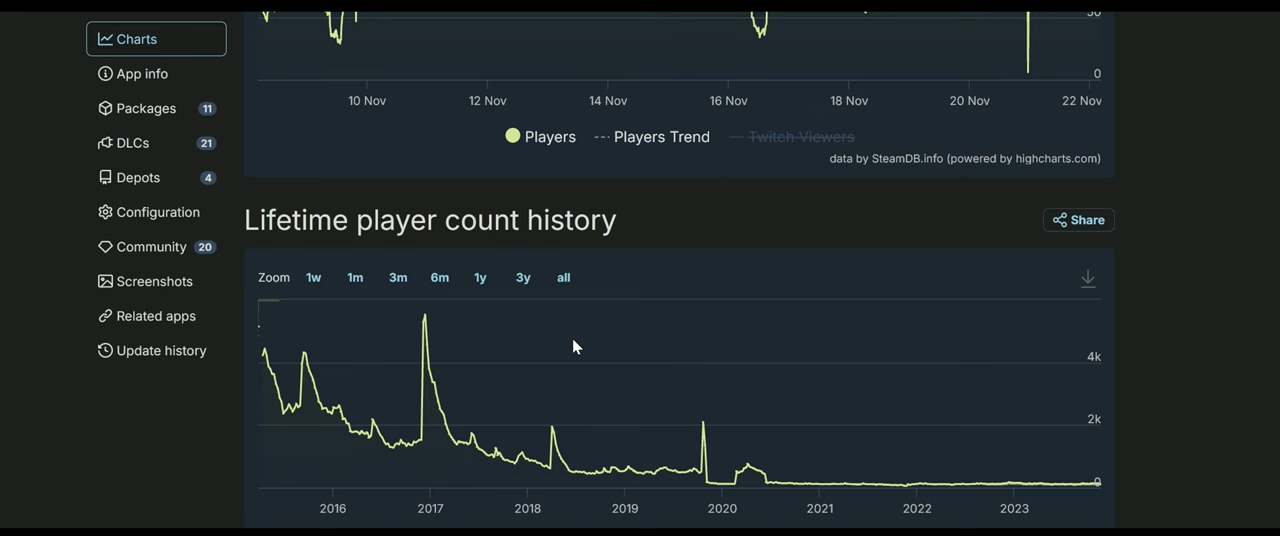 Charts
App info
Packages 11
DLCs 21
Depots 4
Configuration
Community 20
Screenshots
Related apps
Update history
50
0
10 Nov 12 Nov 14 Nov 16 Nov 18 Nov 20 Nov 22 Nov
Players Players Trend Twitch Viewers
data by SteamDB.info (powered by highcharts.com)
Lifetime player count history
Share
Zoom 1w 1m 3m 6m 1y 3y all
4k
2k
0
2016 2017 2018 2019 2020 2021 2022 2023